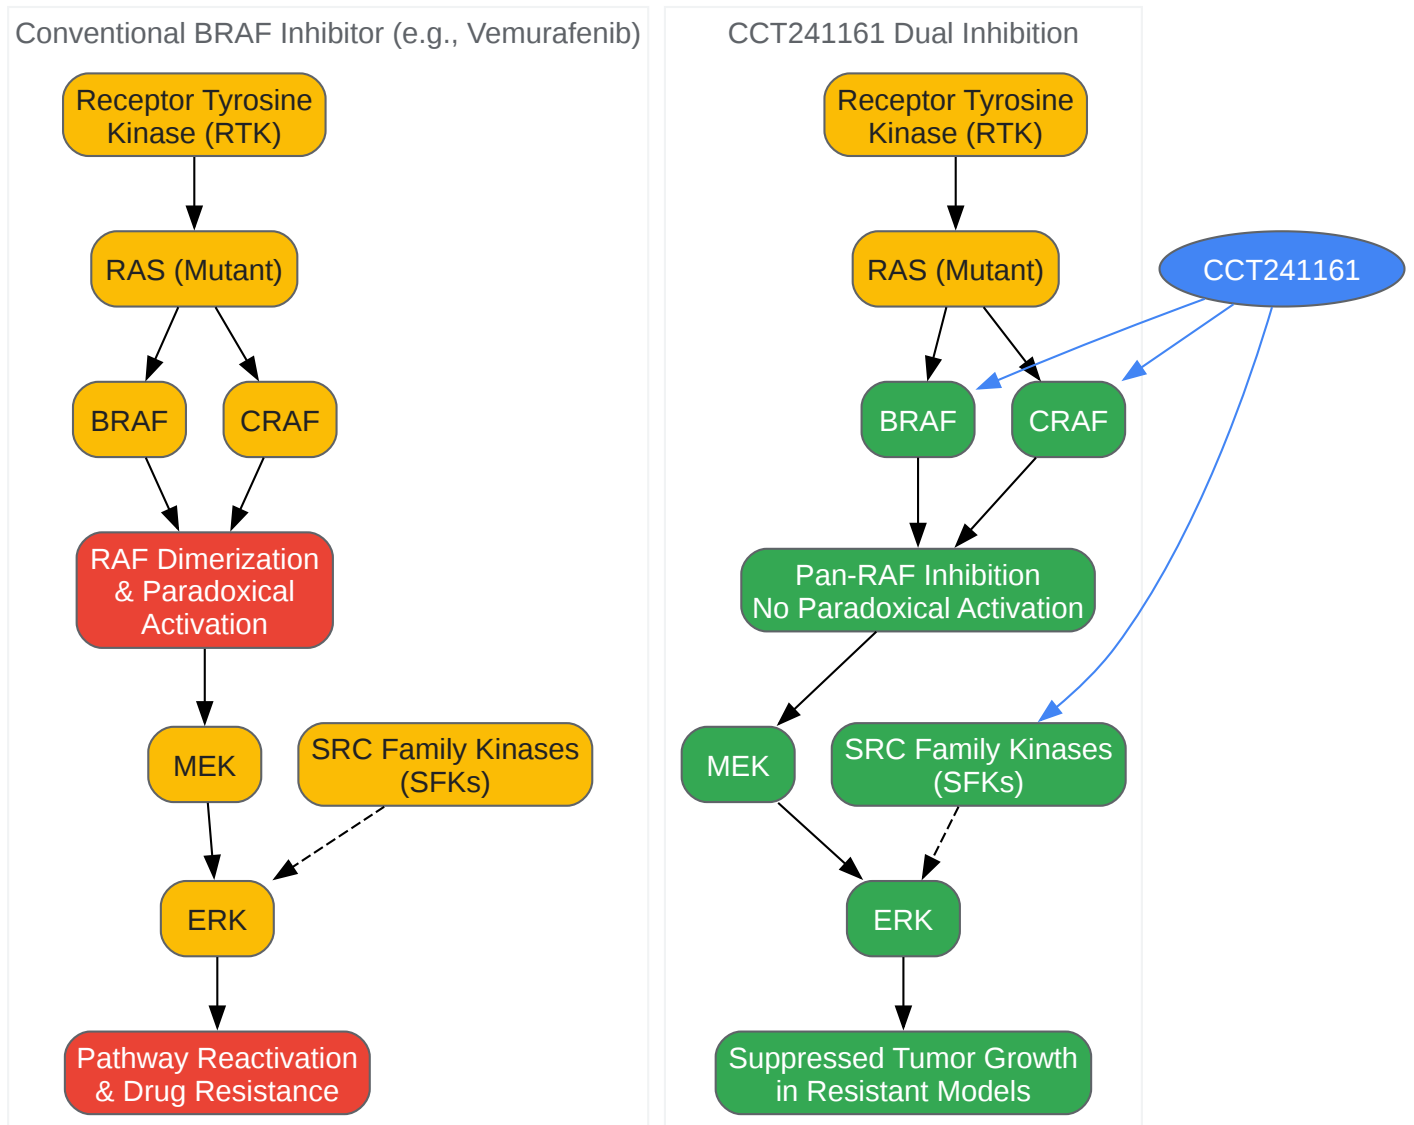 Conventional BRAF Inhibitor (e.g., Vemurafenib)
Receptor Tyrosine
Kinase (RTK)
RAS (Mutant)
BRAF
CRAF
RAF Dimerization
& Paradoxical
Activation
MEK
SRC Family Kinases
(SFKs)
ERK
Pathway Reactivation
& Drug Resistance
CCT241161 Dual Inhibition
Receptor Tyrosine
Kinase (RTK)
RAS (Mutant)
CCT241161
BRAF
CRAF
Pan-RAF Inhibition
No Paradoxical Activation
MEK
SRC Family Kinases
(SFKs)
ERK
Suppressed Tumor Growth
in Resistant Models